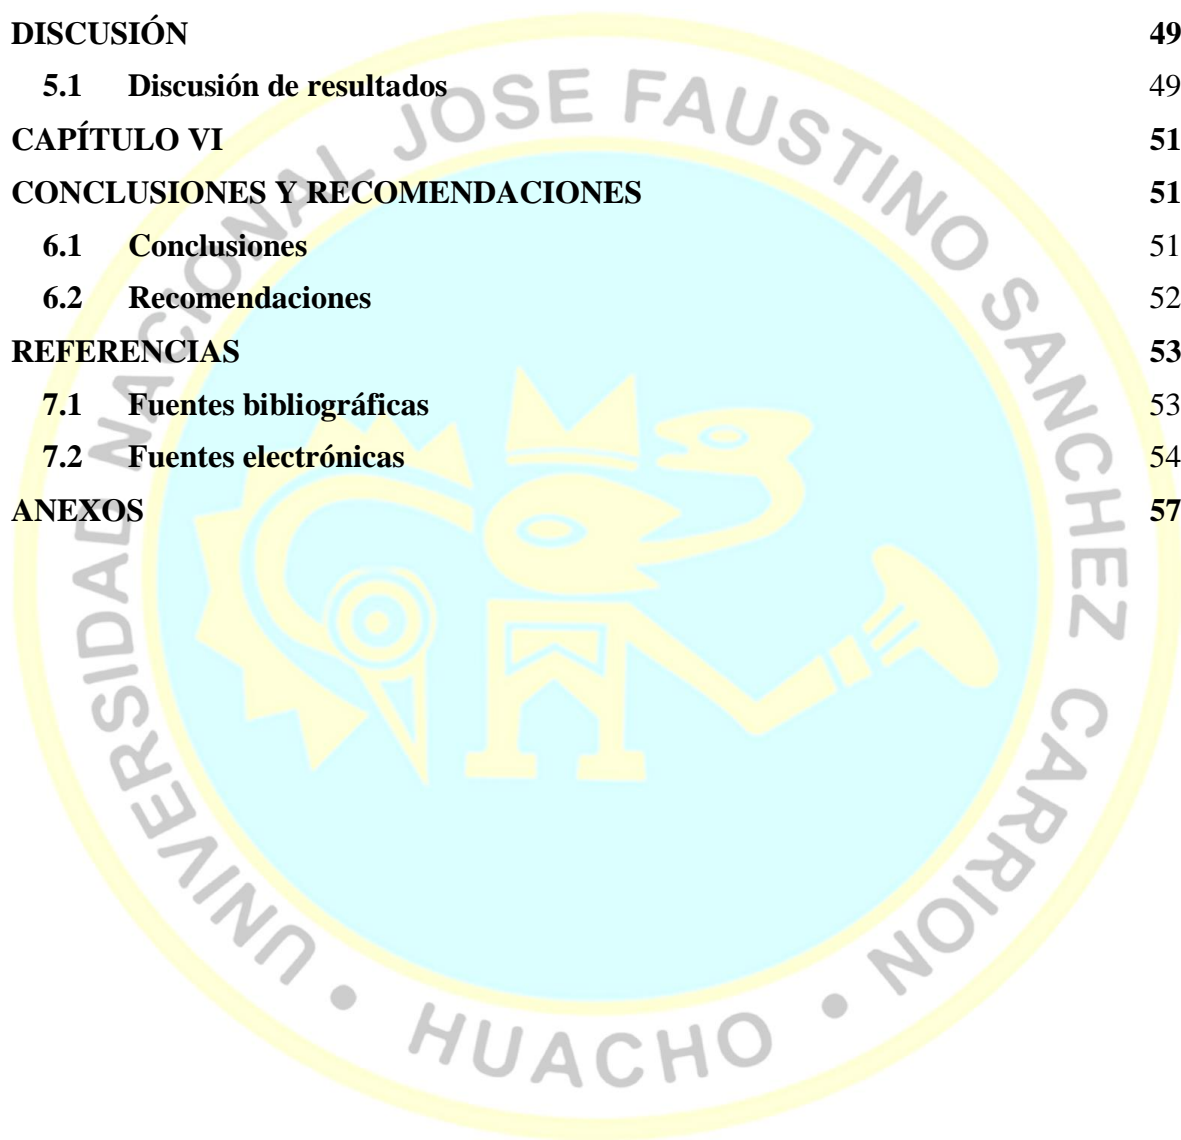 DISCUSIÓN 49
5.1 Discusión de resultados 49
CAPÍTULO VI 51
CONCLUSIONES Y RECOMENDACIONES 51
6.1 Conclusiones 51
6.2 Recomendaciones 52
REFERENCIAS 53
7.1 Fuentes bibliográficas 53
7.2 Fuentes electrónicas 54
ANEXOS 57
UNIVERSIDAD NACIONAL JOSE FAUSTINO SANCHEZ CARRION • HUACHO •